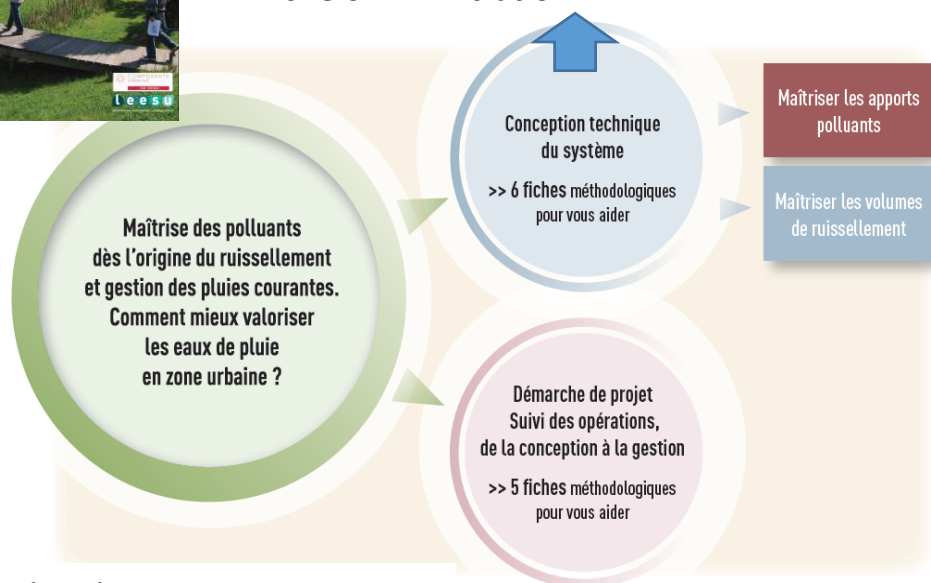 COMPOSANTE
URBAINE
leesu
Conception technique
du système
>> 6 fiches méthodologiques
pour vous aider
Maîtriser les apports
polluants
Maîtriser les volumes
de ruissellement
Maîtrise des polluants
dès l'origine du ruissellement
et gestion des pluies courantes.
Comment mieux valoriser
les eaux de pluie
en zone urbaine ?
Démarche de projet
Suivi des opérations,
de la conception à la gestion
>> 5 fiches méthodologiques
pour vous aider